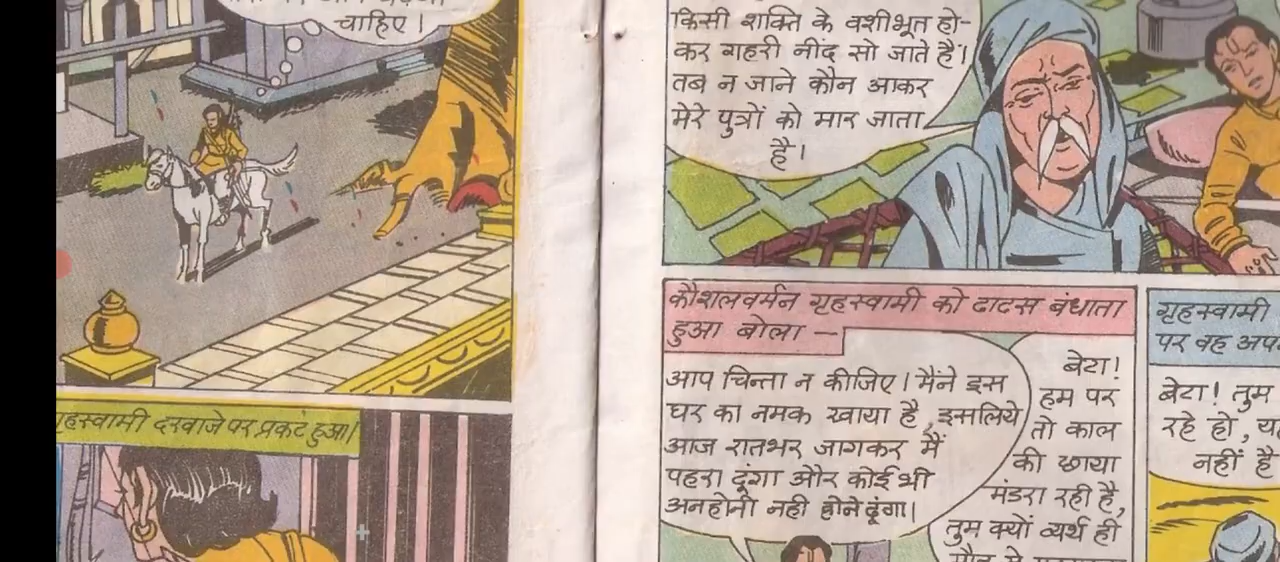 चाहिए।
गृहस्वामी दरवाजे पर प्रकट हुआ।
किसी शक्ति के वशीभूत हो-
कर गहरी नींद सो जाते हैं।
तब न जाने कौन आकर
मेरे पुत्रों को मार जाता
है।
कौशलवर्मन गृहस्वामी को ढाढस बंधाता
हुआ बोला —
आप चिन्ता न कीजिए। मैंने इस
घर का नमक खाया है, इसलिये
आज रातभर जागकर मैं
पहरा दूंगा और कोई भी
अनहोनी नही होने दूंगा।
बेटा!
हम पर
तो काल
की छाया
मंडरा रही है,
तुम क्यों व्यर्थ ही
गृहस्वामी
पर वह
बेटा! तुम
रहे हो,
नहीं है